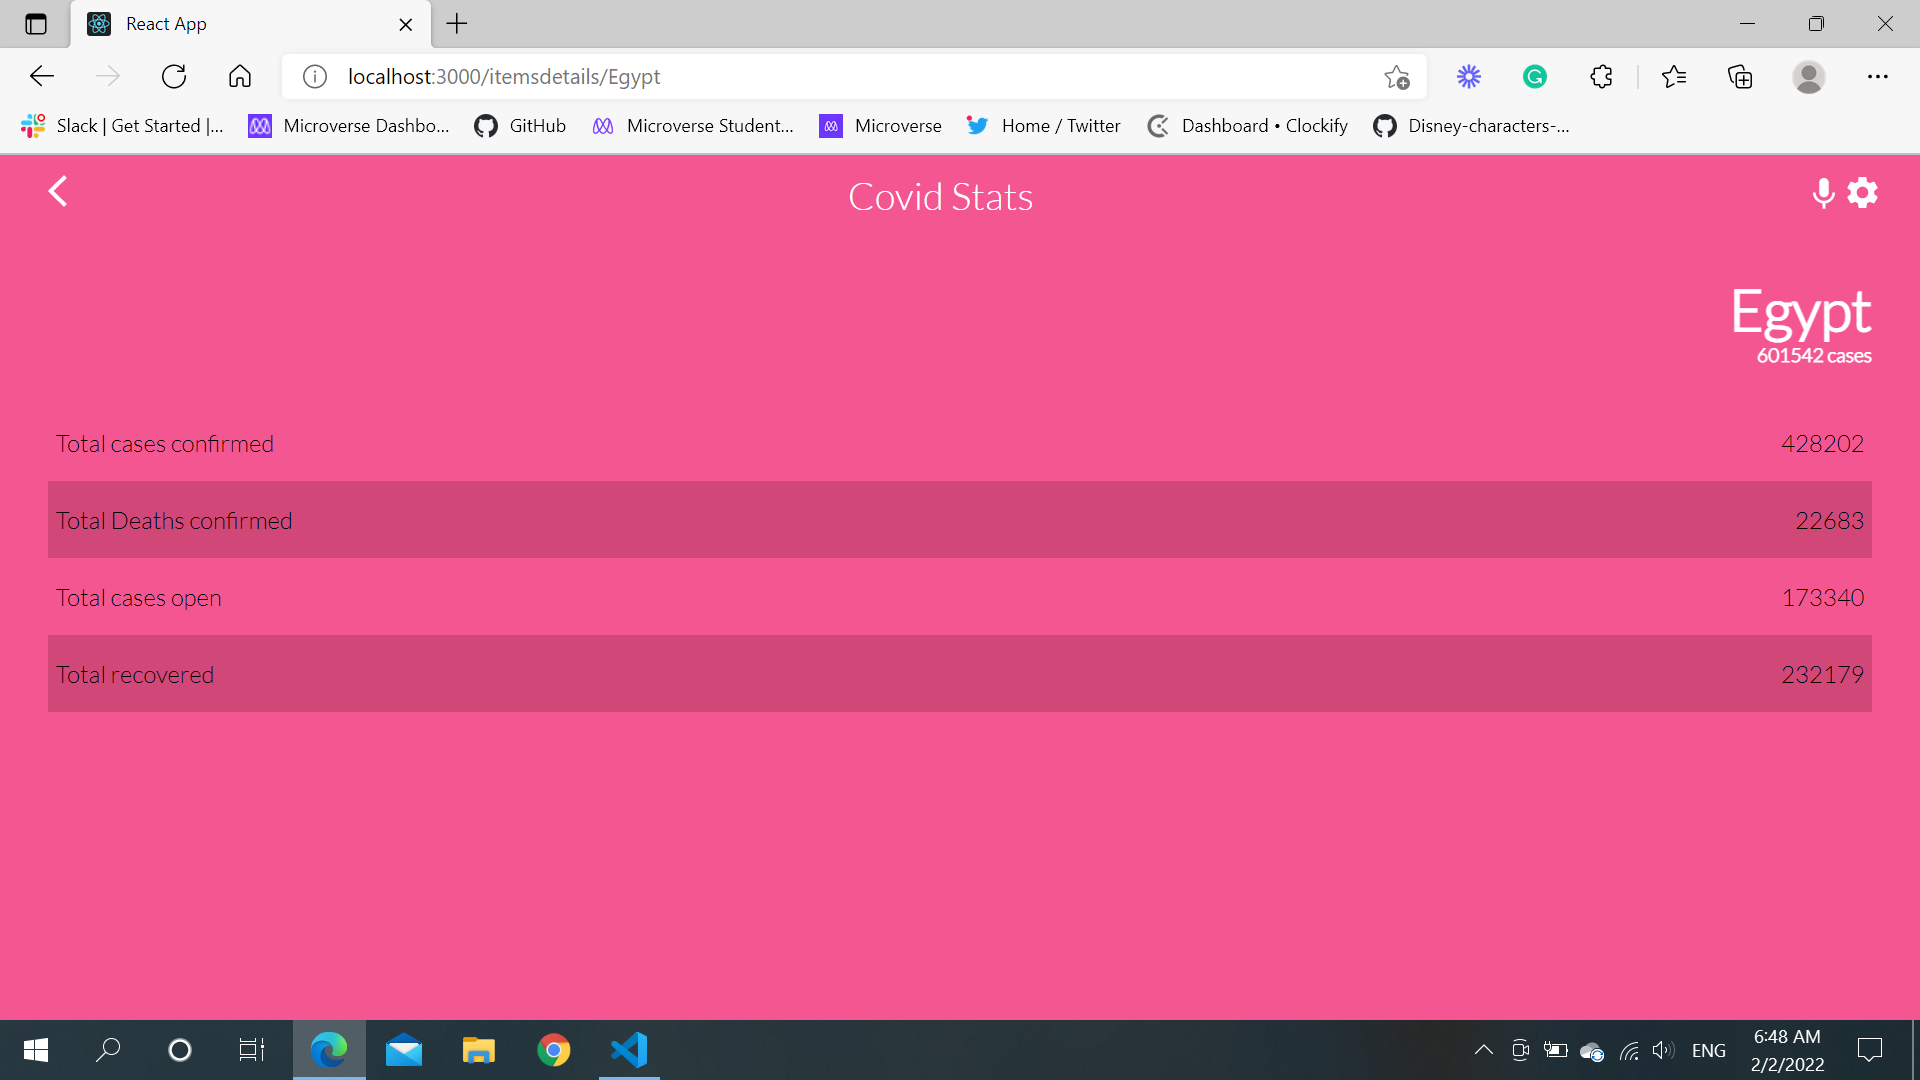 React App
localhost:3000/itemsdetails/Egypt
Slack | Get Started |... Microverse Dashbo... GitHub Microverse Student... Microverse Home / Twitter Dashboard • Clockify Disney-characters-...
Covid Stats
Egypt
601542 cases
Total cases confirmed 428202
Total Deaths confirmed 22683
Total cases open 173340
Total recovered 232179
ENG
6:48 AM
2/2/2022